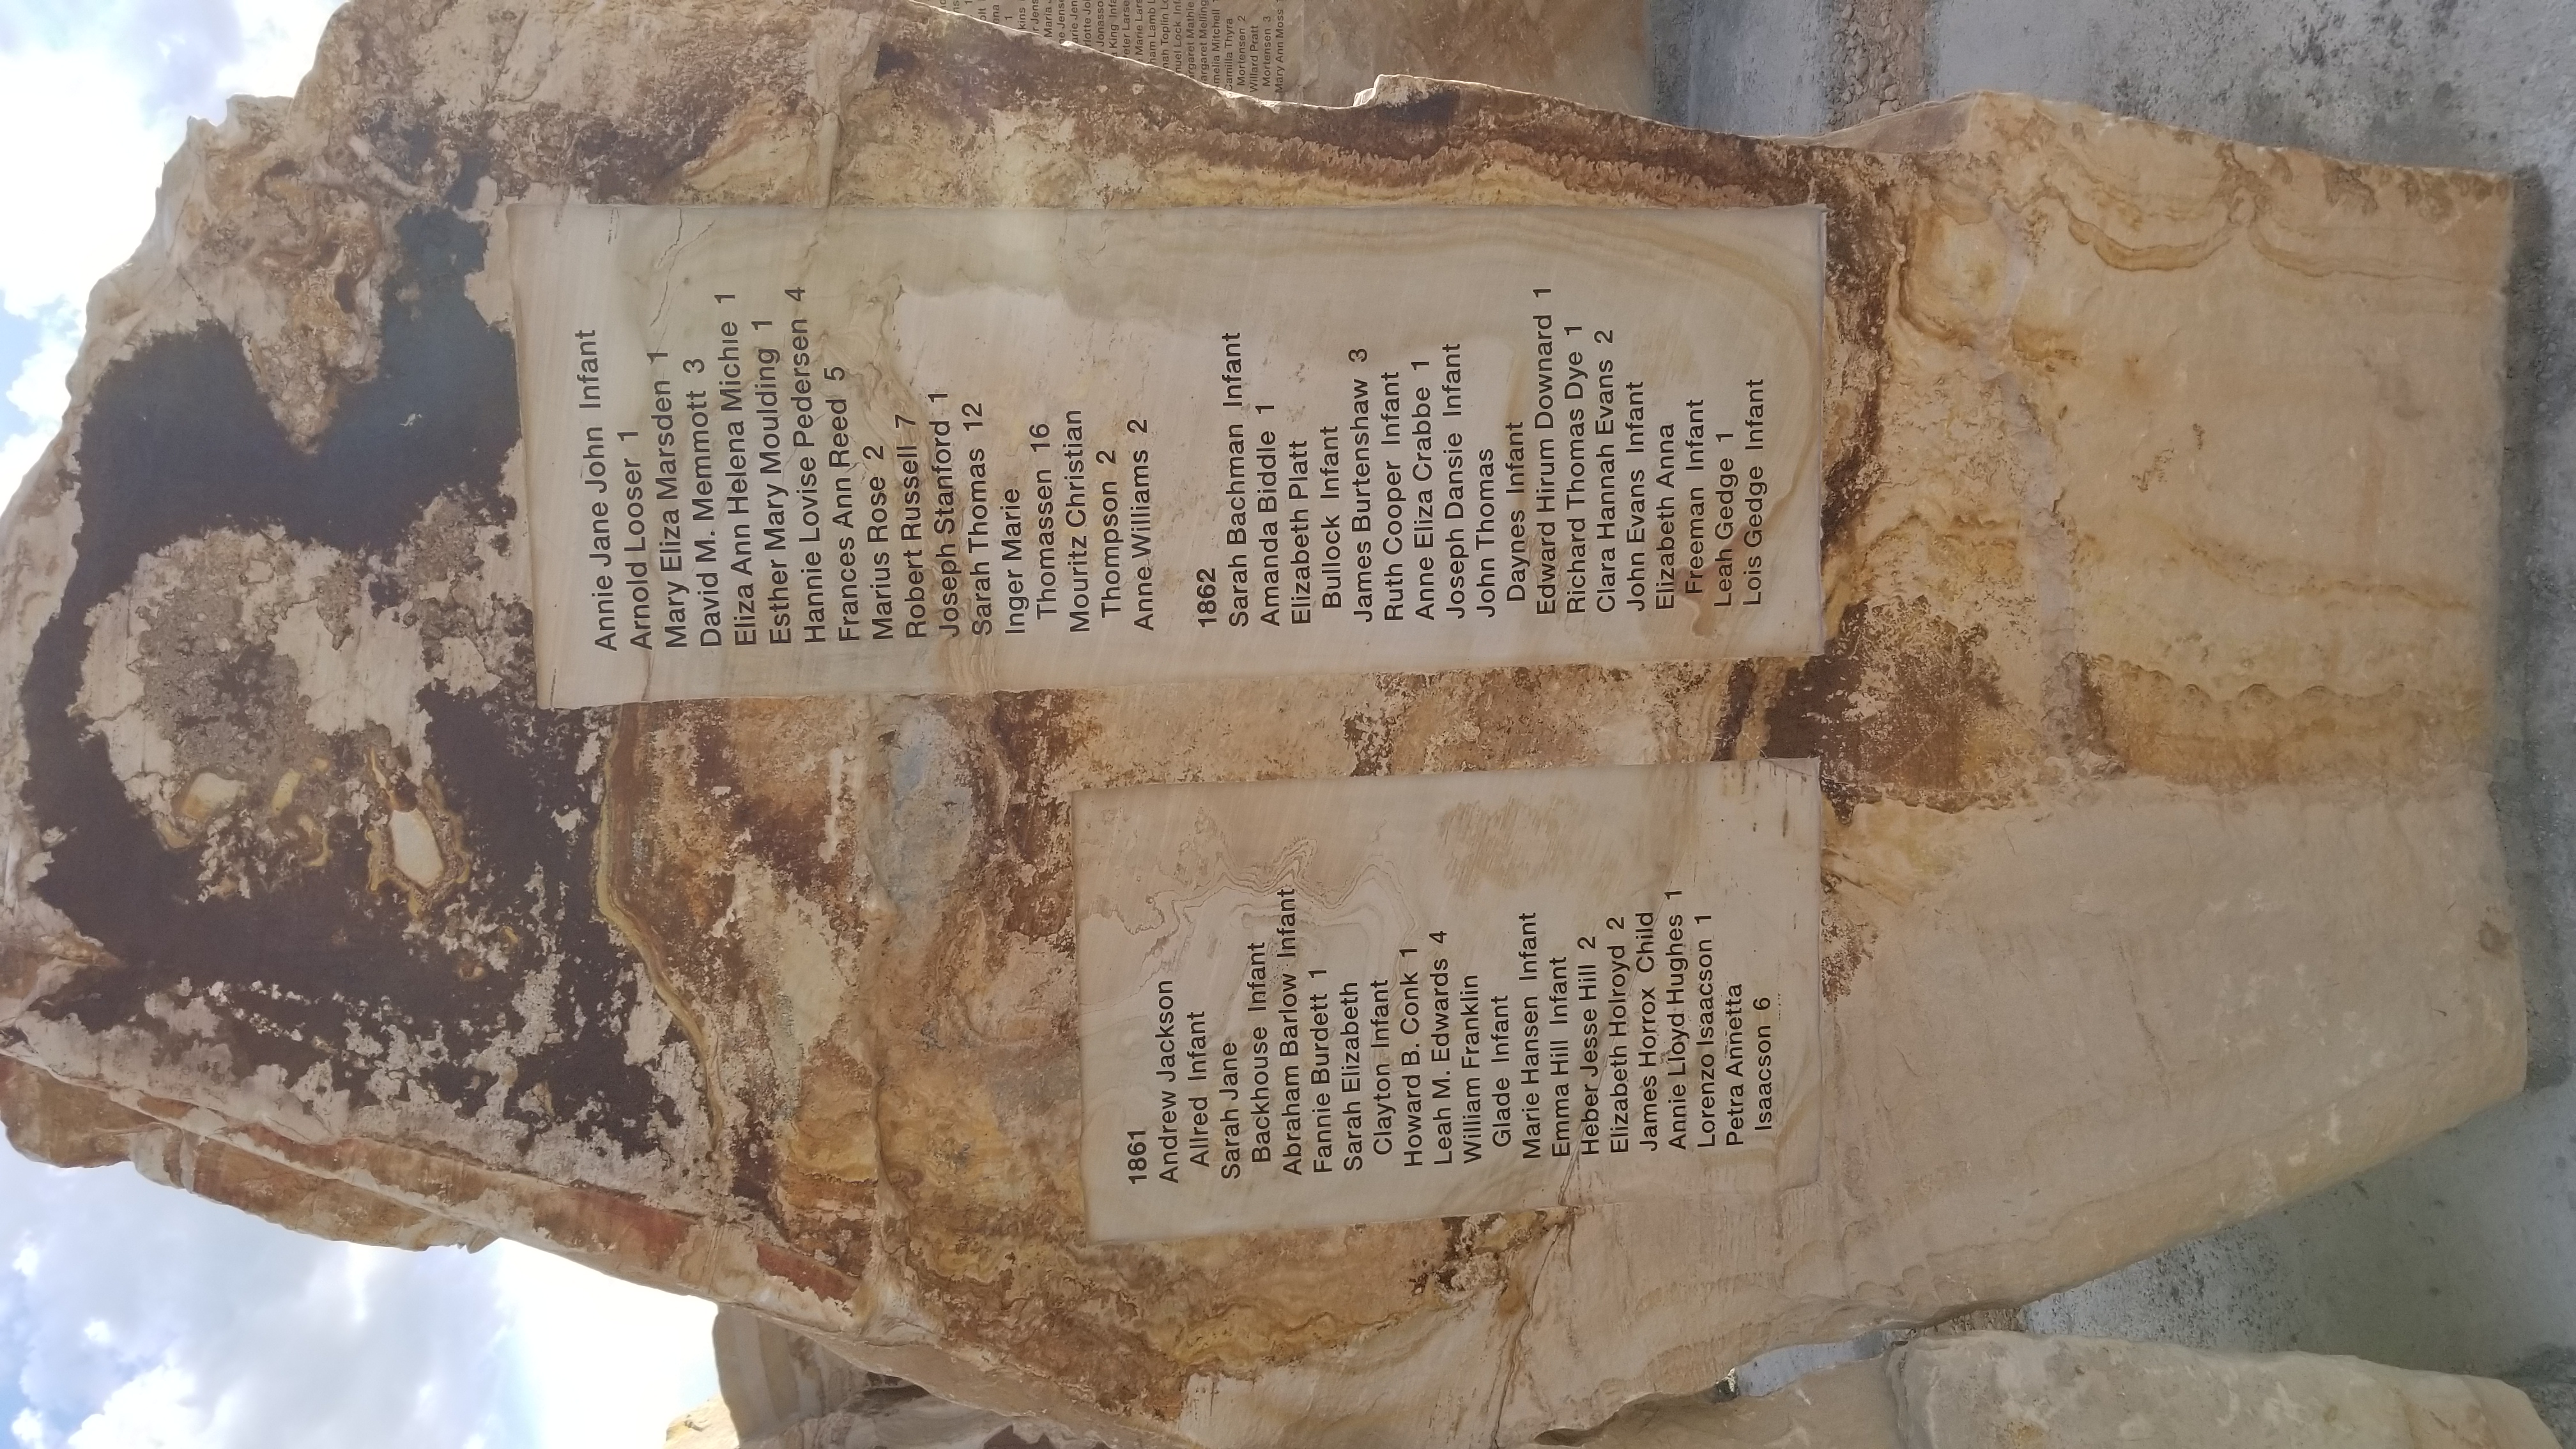 1861
Andrew Jackson
Allred Infant
Sarah Jane
Backhouse Infant
Abraham Barlow Infant
Fannie Burdett 1
Sarah Elizabeth
Clayton Infant
Howard B. Conk 1
Leah M. Edwards 4
William Franklin
Glade Infant
Marie Hansen Infant
Emma Hill Infant
Heber Jesse Hill 2
Elizabeth Holroyd 2
James Horrox Child
Annie Lloyd Hughes 1
Lorenzo Isaacson 1
Petra Annetta
Isaacson 6
Annie Jane John Infant
Arnold Looser 1
Mary Eliza Marsden 1
David M. Memmott 3
Eliza Ann Helena Michie 1
Esther Mary Moulding 1
Hannie Lovise Pedersen 4
Frances Ann Reed 5
Marius Rose 2
Robert Russell 7
Joseph Stanford 1
Sarah Thomas 12
Inger Marie
Thomassen 16
Mouritz Christian
Thompson 2
Anne Williams 2
1862
Sarah Bachman Infant
Amanda Biddle 1
Elizabeth Platt
Bullock Infant
James Burtenshaw 3
Ruth Cooper Infant
Anne Eliza Crabbe 1
Joseph Dansie Infant
John Thomas
Daynes Infant
Edward Hirum Downard 1
Richard Thomas Dye 1
Clara Hannah Evans 2
John Evans Infant
Elizabeth Anna
Freeman Infant
Leah Gedge 1
Lois Gedge Infant
1
Maria
King
Marie
Lamb
Toplin
Lock
Mitchell
Camilla Thyra
Mortensen 2
Willard Pratt
Mortensen 3
Mary Ann Moss